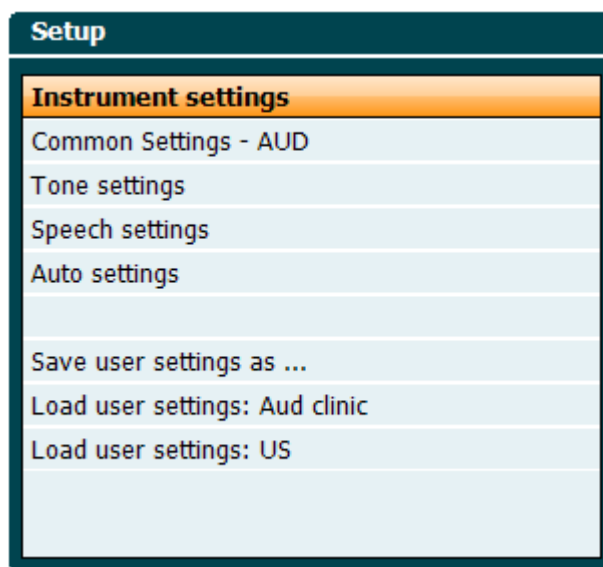 Setup
Instrument settings
Common Settings - AUD
Tone settings
Speech settings
Auto settings
Save user settings as ...
Load user settings: Aud clinic
Load user settings: US